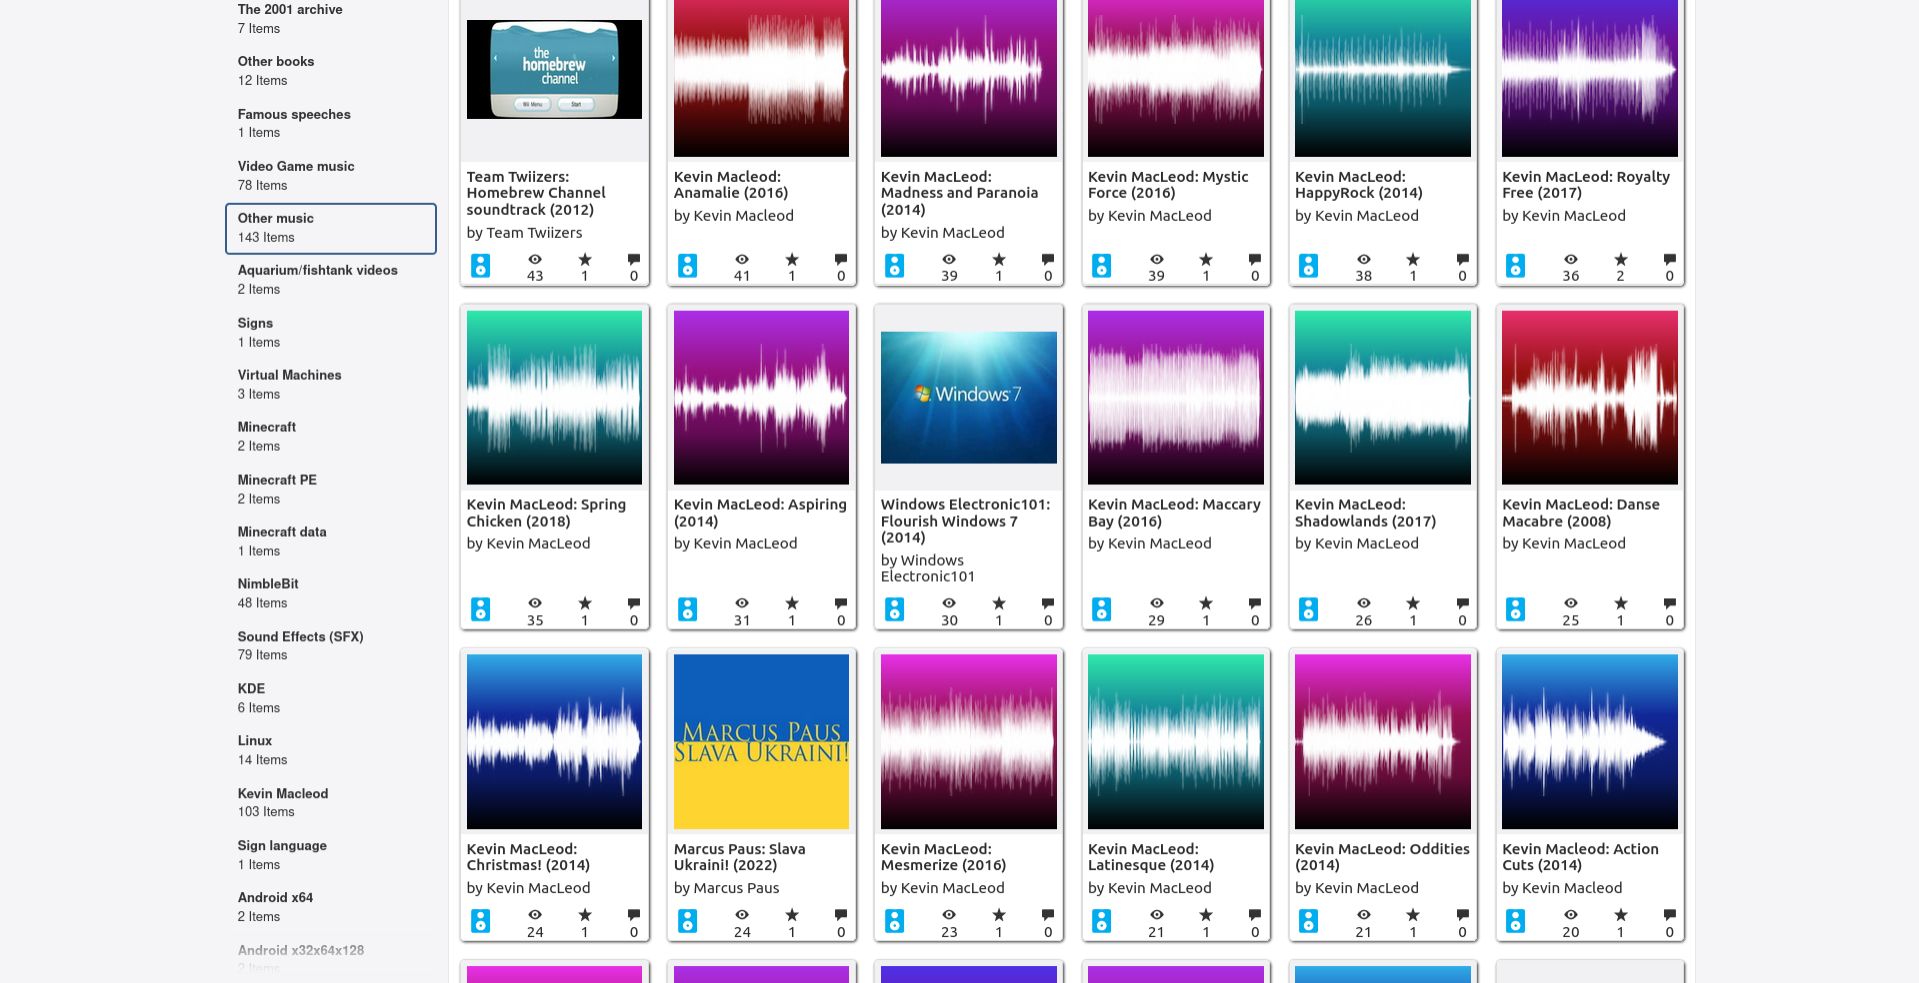 The 2001 archive
7 Items
Other books
12 Items
Famous speeches
1 Items
Video Game music
78 Items
Other music
143 Items
Aquarium/fishtank videos
2 Items
Signs
1 Items
Virtual Machines
3 Items
Minecraft
2 Items
Minecraft PE
2 Items
Minecraft data
1 Items
NimbleBit
48 Items
Sound Effects (SFX)
79 Items
KDE
6 Items
Linux
14 Items
Kevin Macleod
103 Items
Sign language
1 Items
Android x64
2 Items
Android x32x64x128
2 Items
the
homebrew
channel
Wii Menu
Start
Team Twiizers:
Homebrew Channel
soundtrack (2012)
by Team Twiizers
43
1
0
Kevin Macleod:
Anamalie (2016)
by Kevin Macleod
41
1
0
Kevin MacLeod:
Madness and Paranoia
(2014)
by Kevin MacLeod
39
1
0
Kevin MacLeod: Mystic
Force (2016)
by Kevin MacLeod
39
1
0
Kevin MacLeod:
HappyRock (2014)
by Kevin MacLeod
38
1
0
Kevin MacLeod: Royalty
Free (2017)
by Kevin MacLeod
36
2
0
Kevin MacLeod: Spring
Chicken (2018)
by Kevin MacLeod
35
1
0
Kevin MacLeod: Aspiring
(2014)
by Kevin MacLeod
31
1
0
Windows 7
Windows Electronic101:
Flourish Windows 7
(2014)
by Windows
Electronic101
30
1
0
Kevin MacLeod: Maccary
Bay (2016)
by Kevin MacLeod
29
1
0
Kevin MacLeod:
Shadowlands (2017)
by Kevin MacLeod
26
1
0
Kevin MacLeod: Danse
Macabre (2008)
by Kevin MacLeod
25
1
0
Kevin MacLeod:
Christmas! (2014)
by Kevin MacLeod
24
1
0
Marcus Paus
Slava Ukraini!
Marcus Paus: Slava
Ukraini! (2022)
by Marcus Paus
24
1
0
Kevin MacLeod:
Mesmerize (2016)
by Kevin MacLeod
23
1
0
Kevin MacLeod:
Latinesque (2014)
by Kevin MacLeod
21
1
0
Kevin MacLeod: Oddities
(2014)
by Kevin MacLeod
21
1
0
Kevin Macleod: Action
Cuts (2014)
by Kevin Macleod
20
1
0